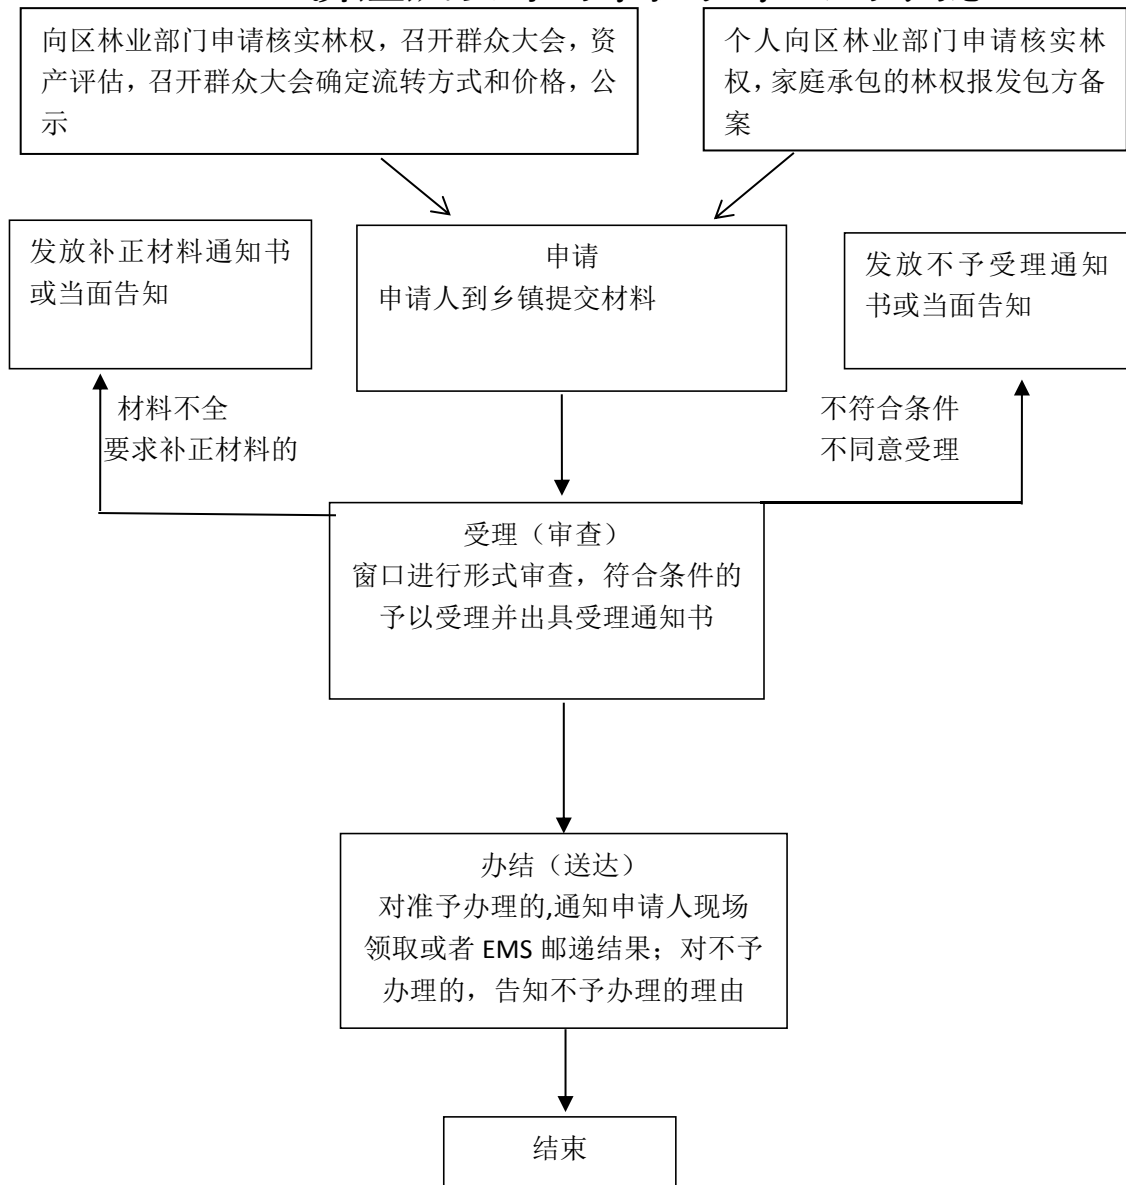 向区林业部门申请核实林权，召开群众大会，资
产评估，召开群众大会确定流转方式和价格，公
示
个人向区林业部门申请核实林
权，家庭承包的林权报发包方备
案
发放补正材料通知书
或当面告知
申请
申请人到乡镇提交材料
发放不予受理通知
书或当面告知
材料不全
要求补正材料的
不符合条件
不同意受理
受理（审查）
窗口进行形式审查，符合条件的
予以受理并出具受理通知书
办结（送达）
对准予办理的,通知申请人现场
领取或者 EMS 邮递结果；对不予
办理的，告知不予办理的理由
结束